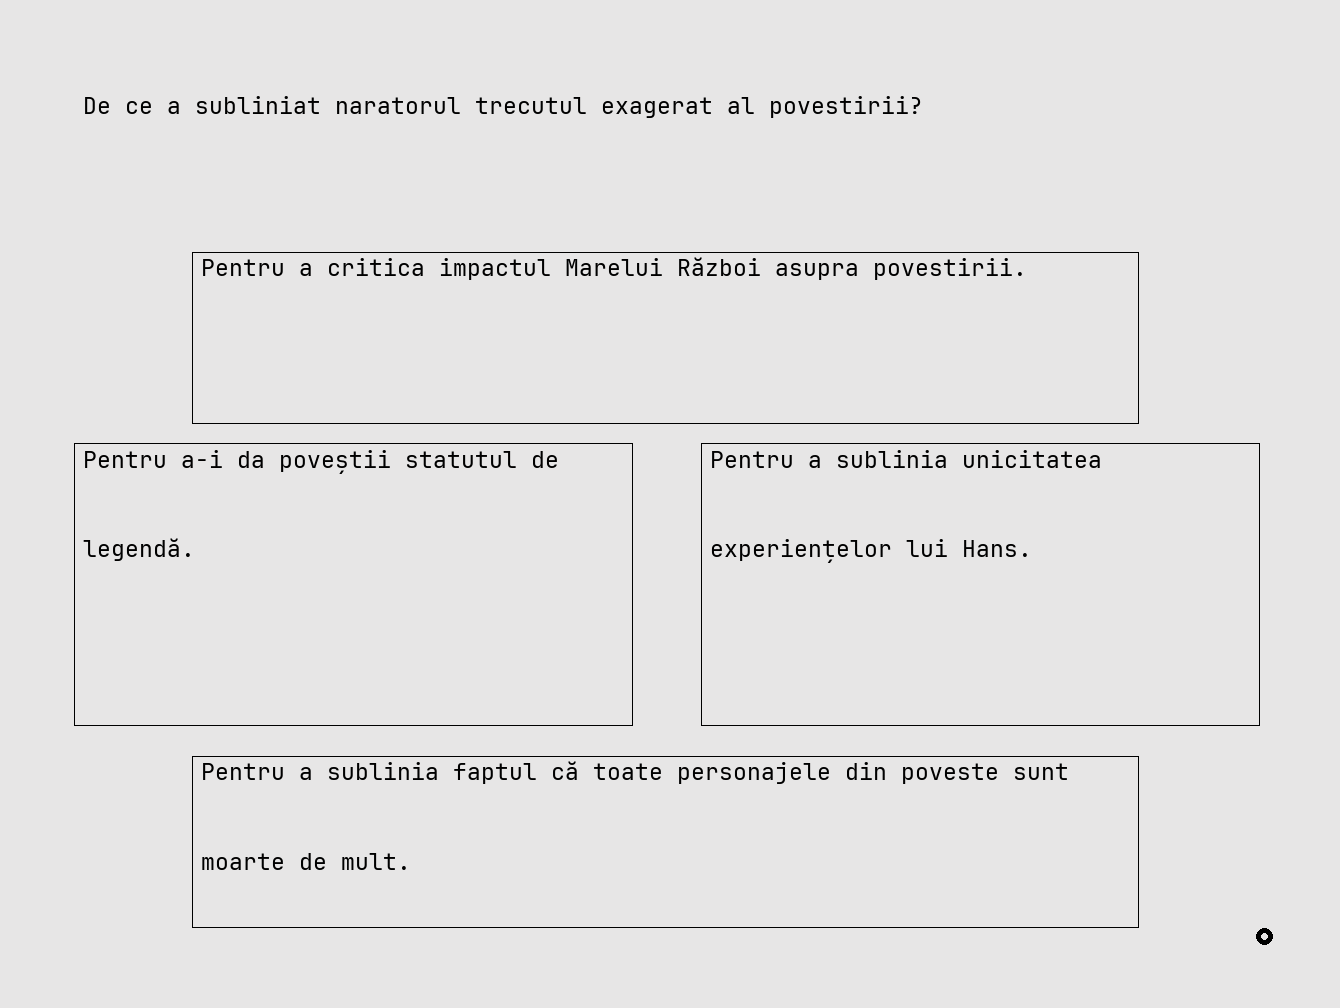 De ce a subliniat naratorul trecutul exagerat al povestirii?
Pentru a critica impactul Marelui Război asupra povestirii.
Pentru a-i da poveștii statutul de
legendă.
Pentru a sublinia unicitatea
experiențelor lui Hans.
Pentru a sublinia faptul că toate personajele din poveste sunt
moarte de mult.